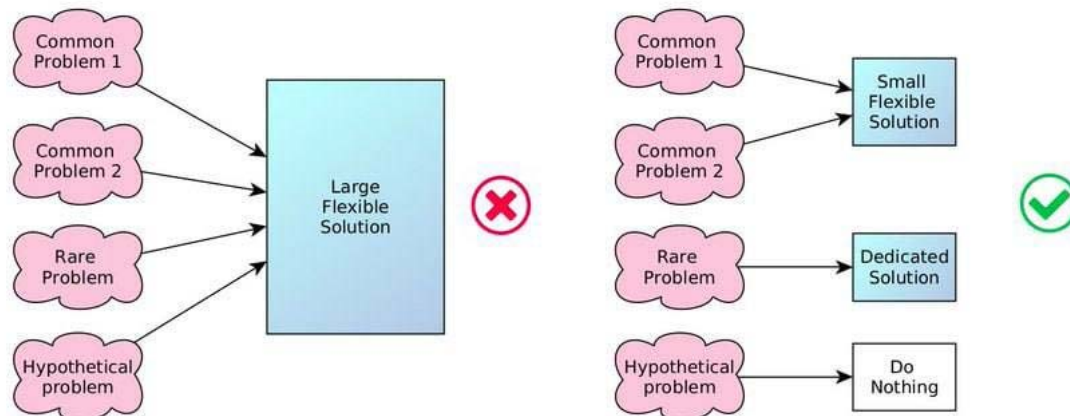 Common
Problem 1
Common
Problem 2
Rare
Problem
Hypothetical
problem
Large
Flexible
Solution
Common
Problem 1
Common
Problem 2
Rare
Problem
Hypothetical
problem
Small
Flexible
Solution
Dedicated
Solution
Do
Nothing